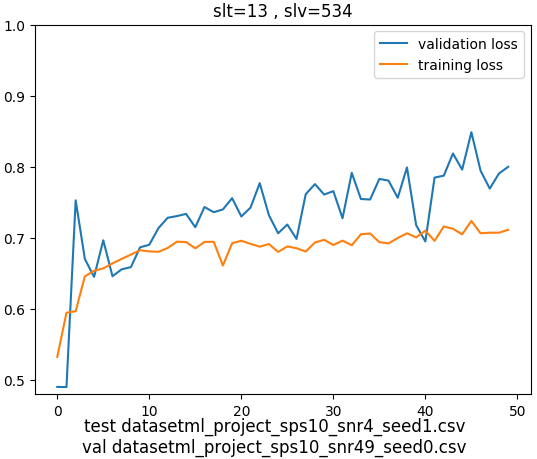 slt=13 , slv=534
validation loss
training loss
1.0
0.9
0.8
0.7
0.6
0.5
0 10 20 30 40 50
test datasetml_project_sps10_snr4_seed1.csv
val datasetml_project_sps10_snr49_seed0.csv